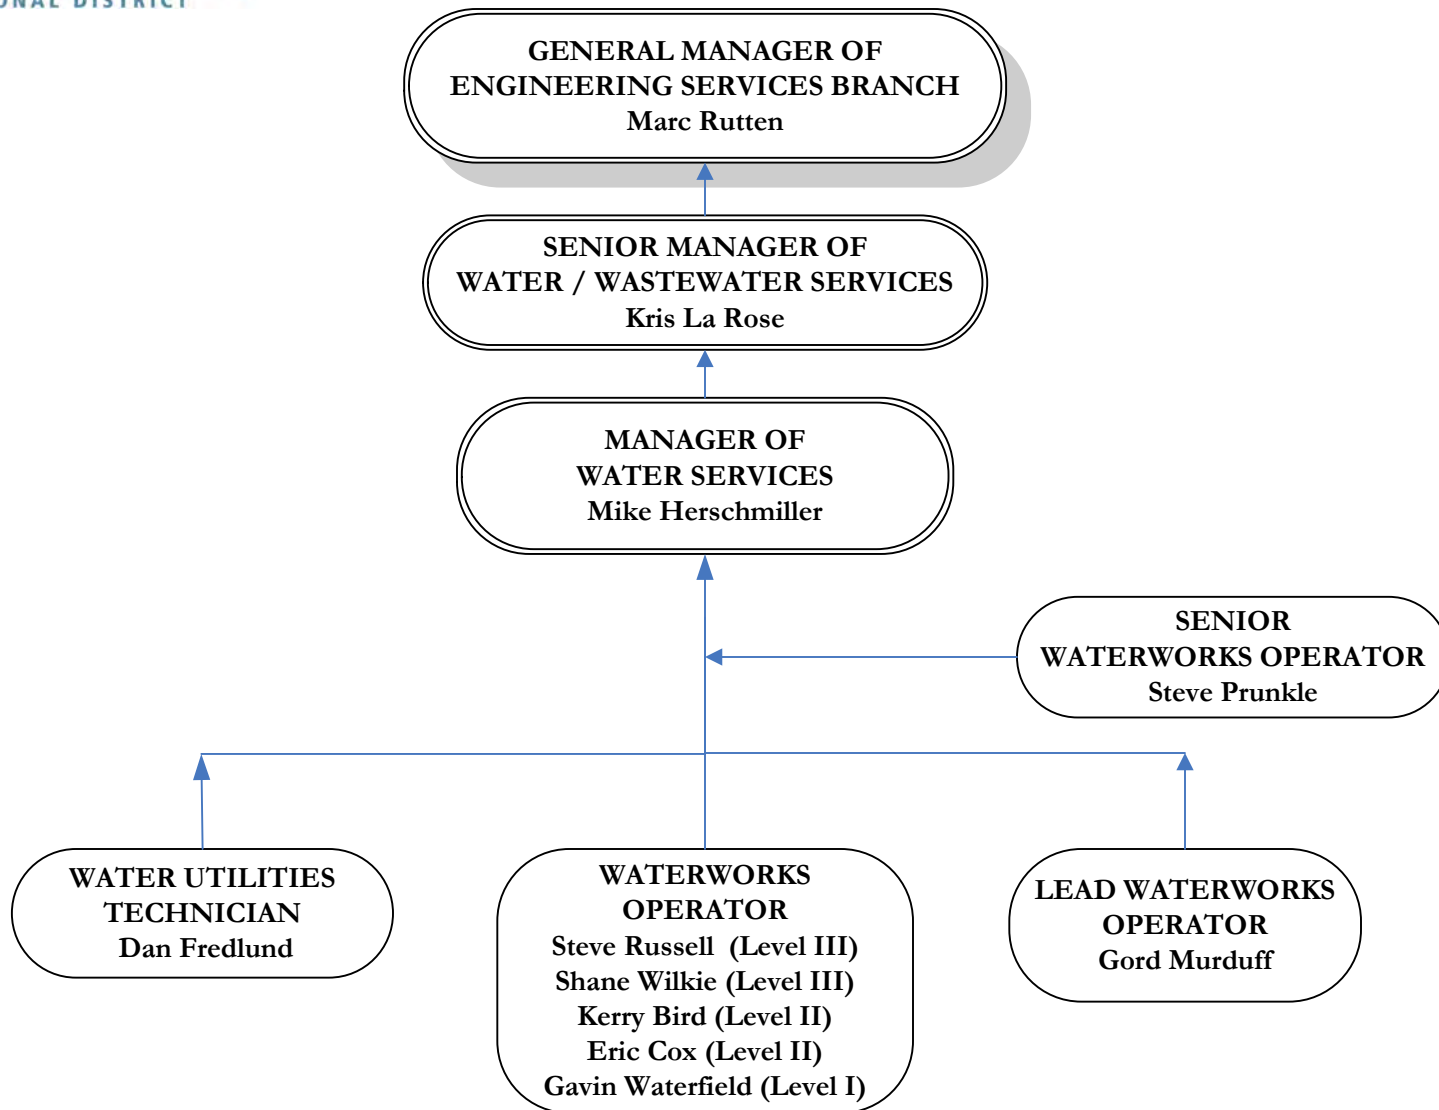 DISTRICT
GENERAL MANAGER OF
ENGINEERING SERVICES BRANCH
Marc Rutten
SENIOR MANAGER OF
WATER / WASTEWATER SERVICES
Kris La Rose
MANAGER OF
WATER SERVICES
Mike Herschmiller
SENIOR
WATERWORKS OPERATOR
Steve Prunkle
WATER UTILITIES
TECHNICIAN
Dan Fredlund
WATERWORKS
OPERATOR
Steve Russell (Level III)
Shane Wilkie (Level III)
Kerry Bird (Level II)
Eric Cox (Level II)
Gavin Waterfield (Level I)
LEAD WATERWORKS
OPERATOR
Gord Murduff